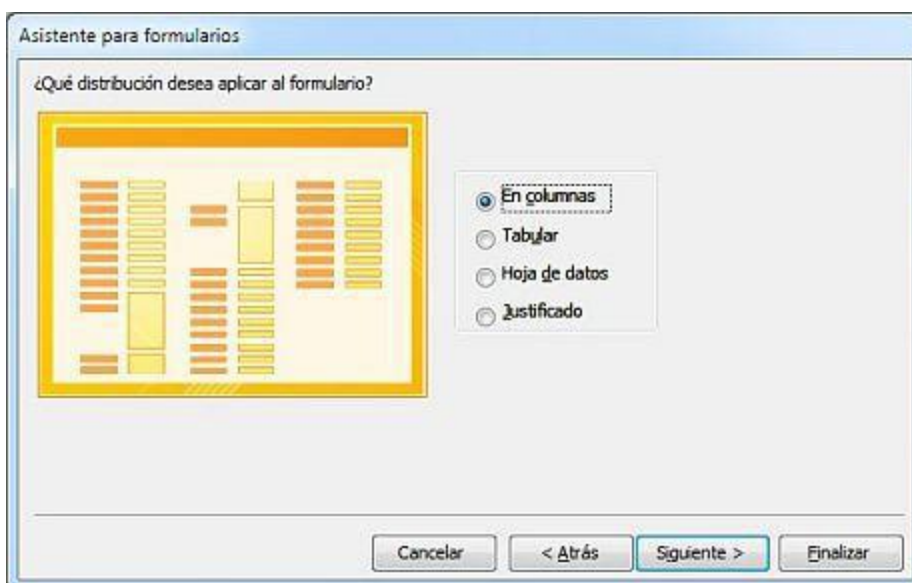 Asistente para formularios
¿Qué distribución desea aplicar al formulario?
En columnas
Tabular
Hoja de datos
Justificado
Cancelar
< Atrás
Siguiente >
Finalizar